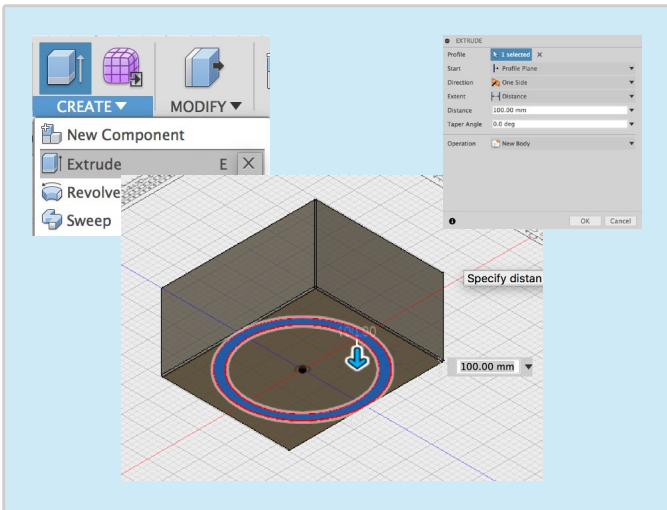 CREATE ▼ MODIFY ▼
New Component
Extrude E X
Revolve
Sweep
EXTRUDE
Profile 1 selected X
Start Profile Plane
Direction One Side
Extent Distance
Distance 100.00 mm
Taper Angle 0.0 deg
Operation New Body
OK Cancel
Specify distan
100.00 mm